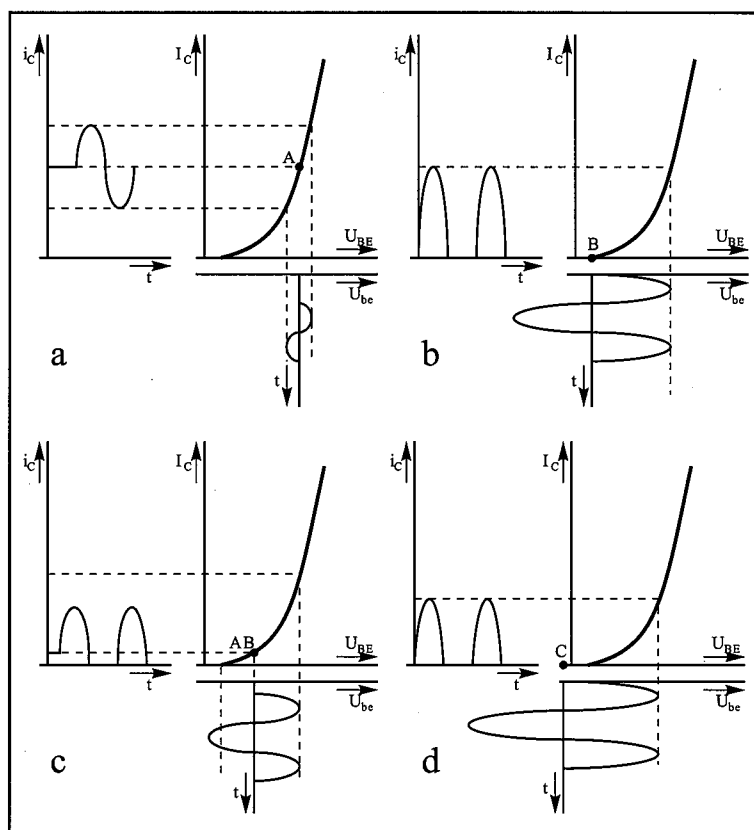 i_C I_C i_C I_C
A
U_BE U_BE
B
t t
U_be U_be
a b
t t
i_C I_C i_C I_C
AB
U_BE C U_BE
t t
U_be U_be
c d
t t